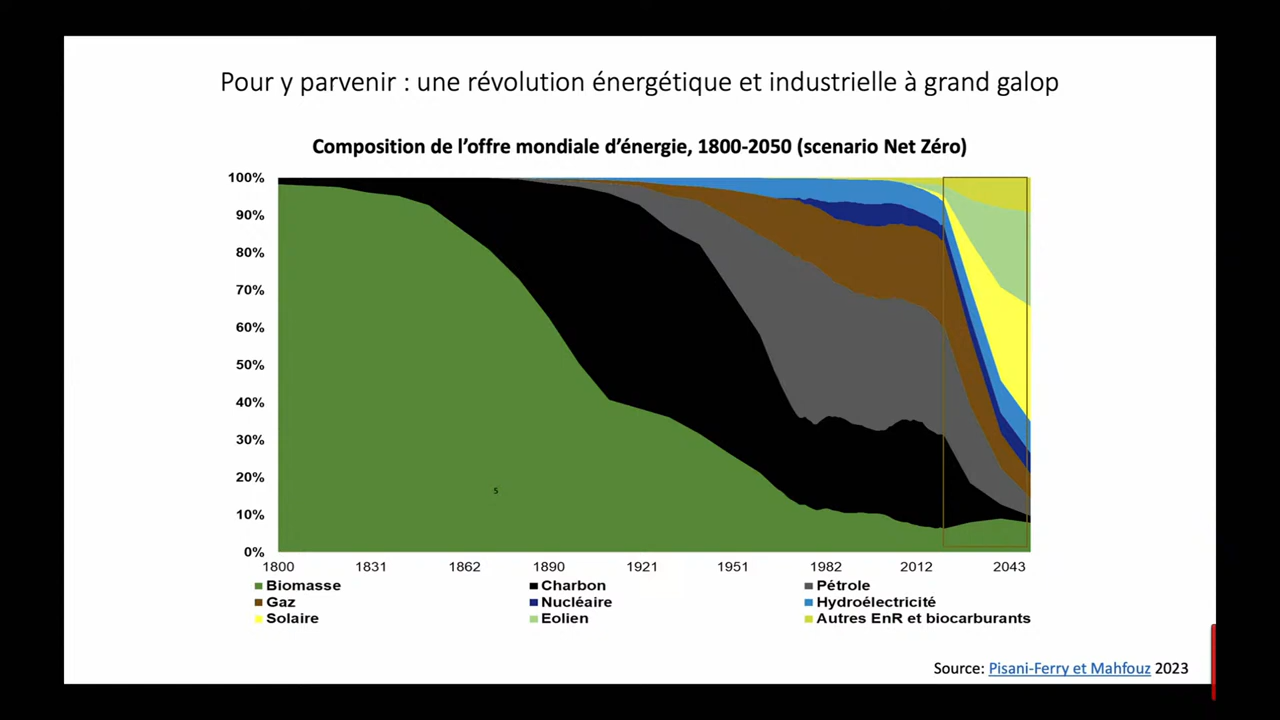 Pour y parvenir : une révolution énergétique et industrielle à grand galop
Composition de l'offre mondiale d'énergie, 1800-2050 (scenario Net Zéro)
100%
90%
80%
70%
60%
50%
40%
30%
20%
10%
0%
5
1800 1831 1862 1890 1921 1951 1982 2012 2043
Biomasse Charbon Pétrole
Gaz Nucléaire Hydroélectricité
Solaire Eolien Autres EnR et biocarburants
Source: Pisani-Ferry et Mahfouz 2023